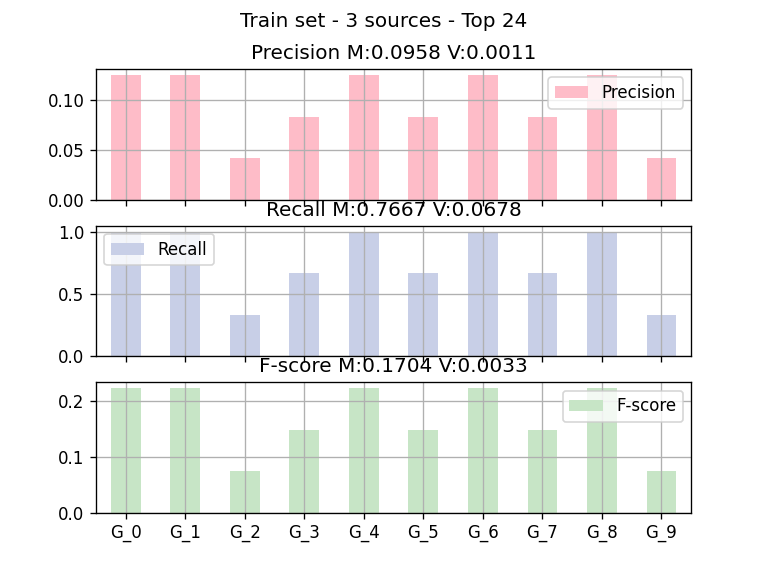 Train set - 3 sources - Top 24
Precision M:0.0958 V:0.0011
0.10
0.05
0.00
Precision
Recall M:0.7667 V:0.0678
1.0
0.5
0.0
Recall
F-score M:0.1704 V:0.0033
0.2
0.1
0.0
F-score
G_0 G_1 G_2 G_3 G_4 G_5 G_6 G_7 G_8 G_9